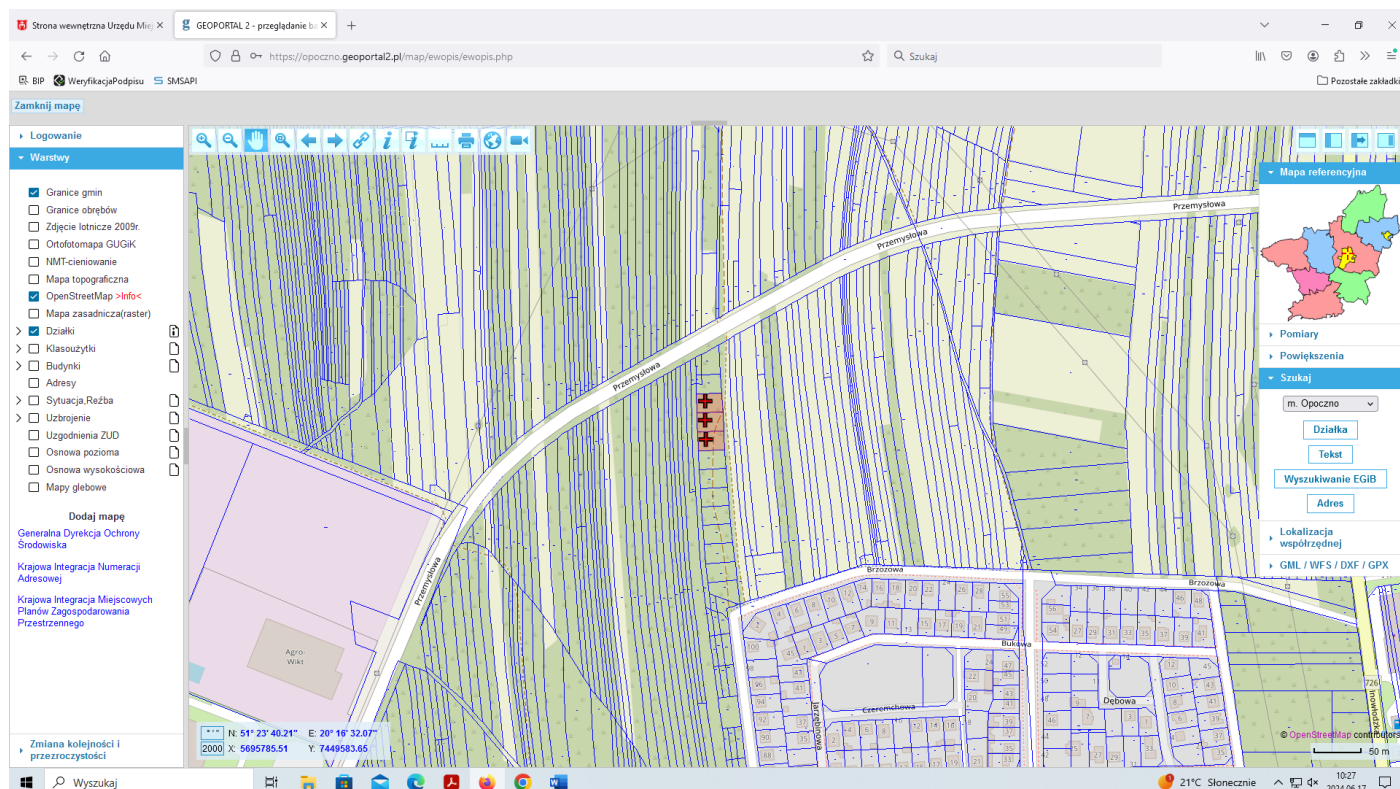 Strona wewnętrzna Urzędu Miej
GEOPORTAL 2 - przeglądanie ba
https://opoczno.geoportal2.pl/map/ewopis/ewopis.php
Szukaj
BIP
WeryfikacjaPodpisu
SMSAPI
Pozostałe zakładki
Zamknij mapę
Logowanie
Warstwy
Granice gmin
Granice obrębów
Zdjęcie lotnicze 2009r.
Ortofotomapa GUGiK
NMT-cieniowanie
Mapa topograficzna
OpenStreetMap >Info<
Mapa zasadnicza(raster)
Działki
Klasoużytki
Budynki
Adresy
Sytuacja,Reźba
Uzbrojenie
Uzgodnienia ZUD
Osnowa pozioma
Osnowa wysokościowa
Mapy glebowe
Dodaj mapę
Generalna Dyrekcja Ochrony
Środowiska
Krajowa Integracja Numeracji
Adresowej
Krajowa Integracja Miejscowych
Planów Zagospodarowania
Przestrzennego
Zmiana kolejności i
przezroczystości
Przemysłowa
Przemysłowa
Przemysłowa
Przemysłowa
Agro-
Wikt
Brzozowa
Brzozowa
Bukowa
Czeremchowa
Jarzębinowa
Dębowa
726
Inowłodzka
N: 51° 23' 40.21" E: 20° 16' 32.07"
2000 X: 5695785.51 Y: 7449583.65
Mapa referencyjna
Pomiary
Powiększenia
Szukaj
m. Opoczno
Działka
Tekst
Wyszukiwanie EGiB
Adres
Lokalizacja
współrzędnej
GML / WFS / DXF / GPX
© OpenStreetMap contributors
50 m
Wyszukaj
21°C Słonecznie
10:27
2024.06.17